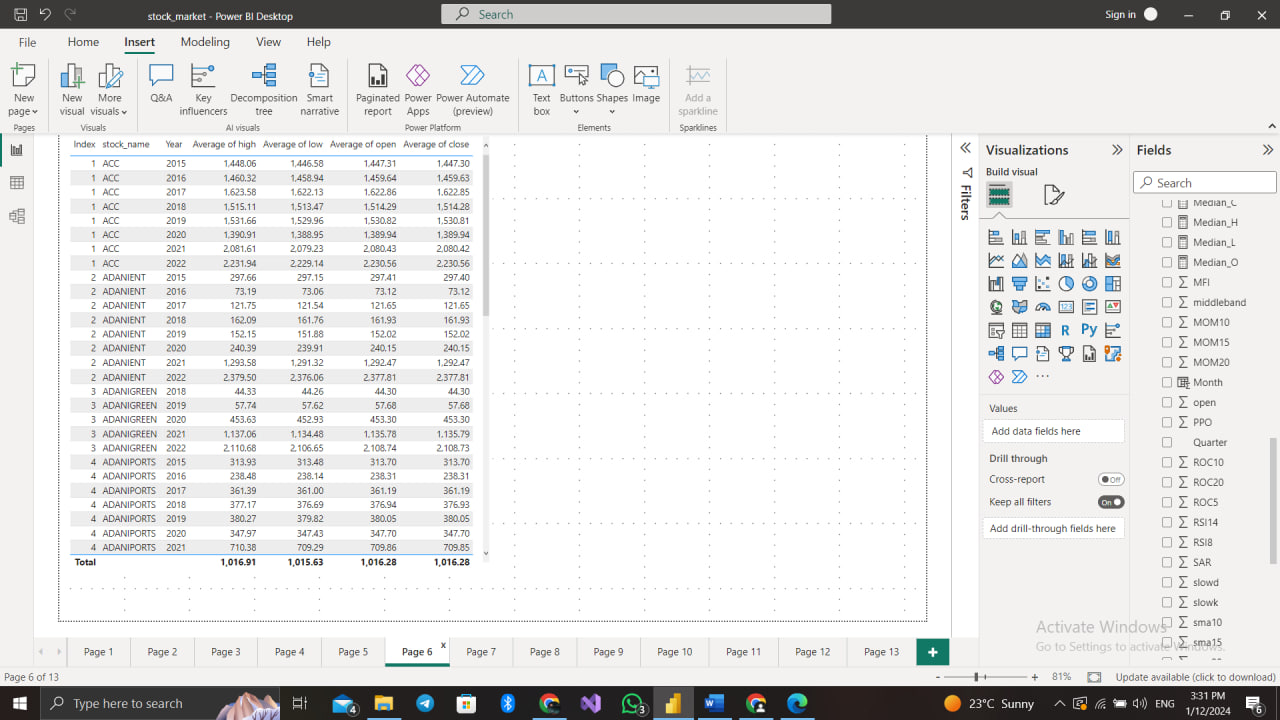 stock_market - Power BI Desktop
Search
Sign in
File Home Insert Modeling View Help
New page
New visual
More visuals
Q&A
Key influencers
Decomposition tree
Smart narrative
Paginated report
Power Apps
Power Automate (preview)
Text box
Buttons
Shapes
Image
Add a sparkline
Pages Visuals AI visuals Power Platform Elements Sparklines
Index stock_name Year Average of high Average of low Average of open Average of close
1 ACC 2015 1,448.06 1,446.58 1,447.31 1,447.30
1 ACC 2016 1,460.32 1,458.94 1,459.64 1,459.63
1 ACC 2017 1,623.58 1,622.13 1,622.86 1,622.85
1 ACC 2018 1,515.11 1,513.47 1,514.29 1,514.28
1 ACC 2019 1,531.66 1,529.96 1,530.82 1,530.81
1 ACC 2020 1,390.91 1,388.95 1,389.94 1,389.94
1 ACC 2021 2,081.61 2,079.23 2,080.43 2,080.42
1 ACC 2022 2,231.94 2,229.14 2,230.56 2,230.56
2 ADANIENT 2015 297.66 297.15 297.41 297.40
2 ADANIENT 2016 73.19 73.06 73.12 73.12
2 ADANIENT 2017 121.75 121.54 121.65 121.65
2 ADANIENT 2018 162.09 161.76 161.93 161.93
2 ADANIENT 2019 152.15 151.88 152.02 152.02
2 ADANIENT 2020 240.39 239.91 240.15 240.15
2 ADANIENT 2021 1,293.58 1,291.32 1,292.47 1,292.47
2 ADANIENT 2022 2,379.50 2,376.06 2,377.81 2,377.81
3 ADANIGREEN 2018 44.33 44.26 44.30 44.30
3 ADANIGREEN 2019 57.74 57.62 57.68 57.68
3 ADANIGREEN 2020 453.63 452.93 453.30 453.30
3 ADANIGREEN 2021 1,137.06 1,134.48 1,135.78 1,135.79
3 ADANIGREEN 2022 2,110.68 2,106.65 2,108.74 2,108.73
4 ADANIPORTS 2015 313.93 313.48 313.70 313.70
4 ADANIPORTS 2016 238.48 238.14 238.31 238.31
4 ADANIPORTS 2017 361.39 361.00 361.19 361.19
4 ADANIPORTS 2018 377.17 376.69 376.94 376.93
4 ADANIPORTS 2019 380.27 379.82 380.05 380.05
4 ADANIPORTS 2020 347.97 347.43 347.70 347.70
4 ADANIPORTS 2021 710.38 709.29 709.86 709.85
Total 1,016.91 1,015.63 1,016.28 1,016.28
Filters
Visualizations
Build visual
R Py
123
Values
Add data fields here
Drill through
Cross-report
Off
Keep all filters
On
Add drill-through fields here
Fields
Search
Median_C
Median_H
Median_L
Median_O
MFI
middleband
MOM10
MOM15
MOM20
Month
open
PPO
Quarter
ROC10
ROC20
ROC5
RSI14
RSI8
SAR
slowd
slowk
sma10
sma15
Activate Windows
Go to Settings to activate Windows.
Page 1 Page 2 Page 3 Page 4 Page 5 Page 6 x Page 7 Page 8 Page 9 Page 10 Page 11 Page 12 Page 13 +
Page 6 of 13
- + 81%
Update available (click to download)
Type here to search
4
3
23°C Sunny
ENG
3:31 PM
1/12/2024
6